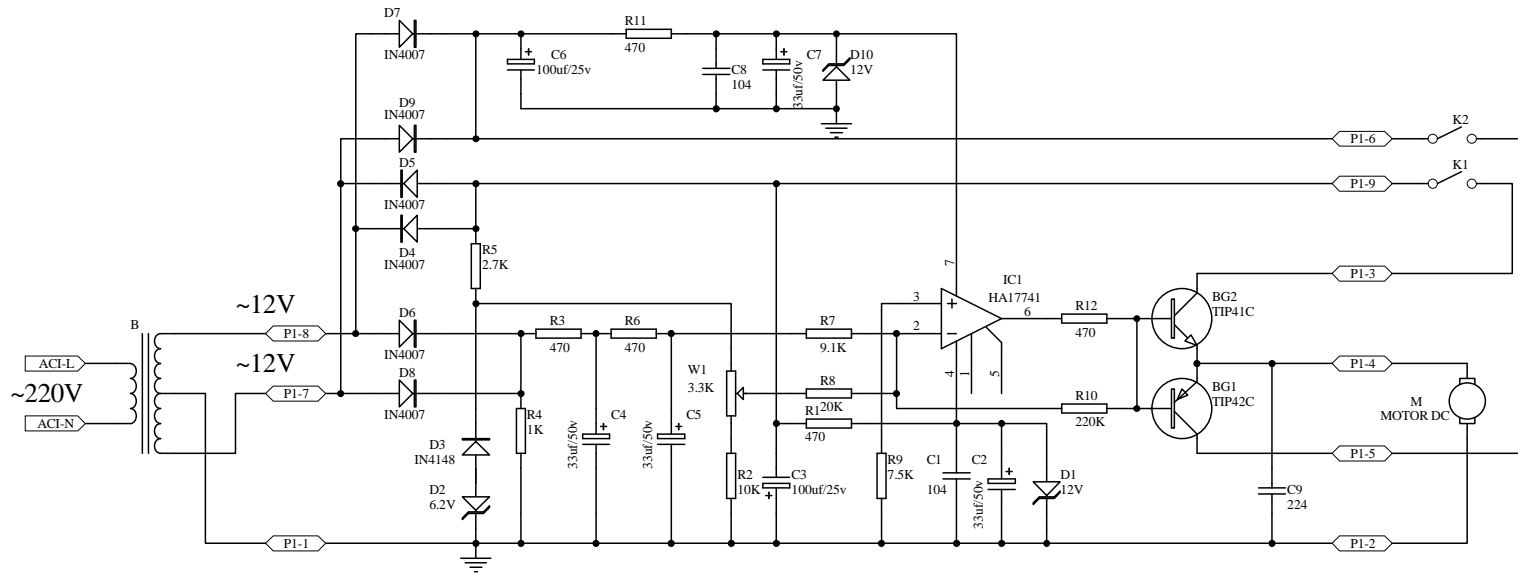 D7
IN4007
R11
470
C6
100uf/25v
C8
104
C7
33uf/50v
D10
12V
D9
IN4007
P1-6
K2
D5
IN4007
P1-9
K1
D4
IN4007
R5
2.7K
7
IC1
HA17741
P1-3
~12V
B
P1-8
D6
IN4007
R3
470
R6
470
R7
9.1K
3
2
6
R12
470
BG2
TIP41C
ACI-L
~220V
ACI-N
~12V
P1-7
D8
IN4007
W1
3.3K
R8
20K
4
1
5
P1-4
R10
220K
BG1
TIP42C
M
MOTOR DC
R4
1K
C4
33uf/50v
C5
33uf/50v
R1
470
D3
IN4148
D2
6.2V
R2
10K
C3
100uf/25v
R9
7.5K
C1
104
C2
33uf/50v
D1
12V
P1-5
C9
224
P1-1
P1-2